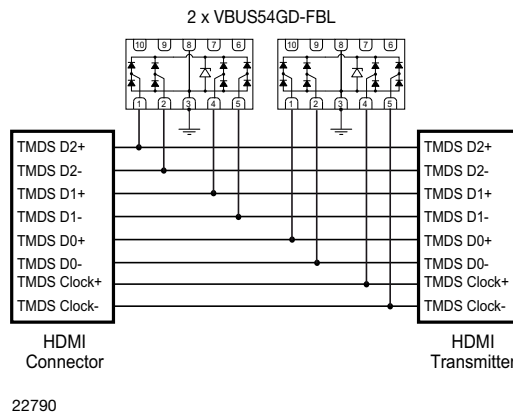 2 x VBUS54GD-FBL
10 9 8 7 6 10 9 8 7 6
1 2 3 4 5 1 2 3 4 5
TMDS D2+ TMDS D2+
TMDS D2- TMDS D2-
TMDS D1+ TMDS D1+
TMDS D1- TMDS D1-
TMDS D0+ TMDS D0+
TMDS D0- TMDS D0-
TMDS Clock+ TMDS Clock+
TMDS Clock- TMDS Clock-
HDMI HDMI
Connector Transmitter
22790